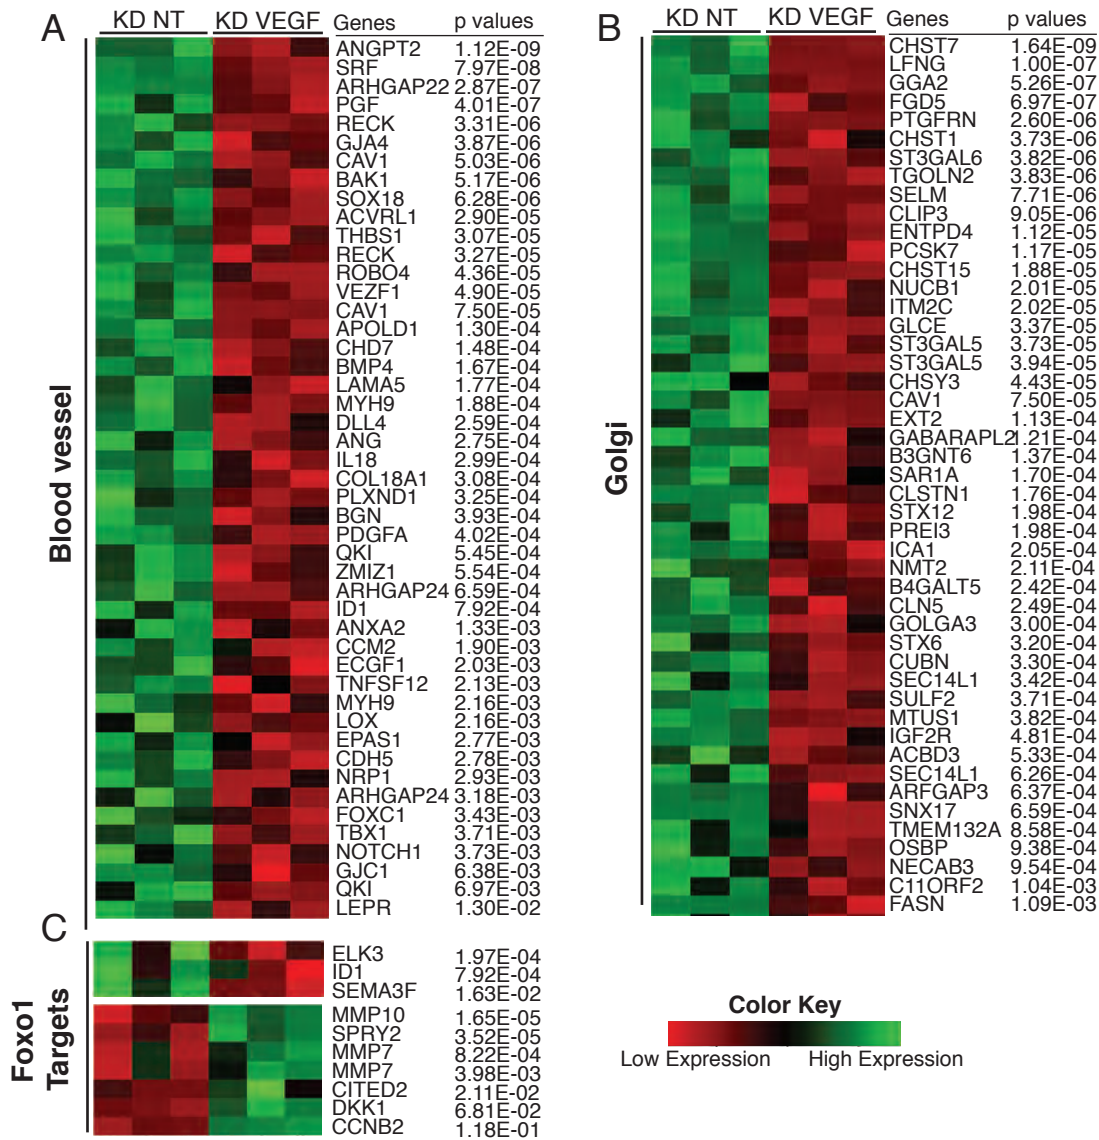 A
KD NT KD VEGF Genes p values
Blood vessel
ANGPT2 1.12E-09
SRF 7.97E-08
ARHGAP22 2.87E-07
PGF 4.01E-07
RECK 3.31E-06
GJA4 3.87E-06
CAV1 5.03E-06
BAK1 5.17E-06
SOX18 6.28E-06
ACVRL1 2.90E-05
THBS1 3.07E-05
RECK 3.27E-05
ROBO4 4.36E-05
VEZF1 4.90E-05
CAV1 7.50E-05
APOLD1 1.30E-04
CHD7 1.48E-04
BMP4 1.67E-04
LAMA5 1.77E-04
MYH9 1.88E-04
DLL4 2.59E-04
ANG 2.75E-04
IL18 2.99E-04
COL18A1 3.08E-04
PLXND1 3.25E-04
BGN 3.93E-04
PDGFA 4.02E-04
QKI 5.45E-04
ZMIZ1 5.54E-04
ARHGAP24 6.59E-04
ID1 7.92E-04
ANXA2 1.33E-03
CCM2 1.90E-03
ECGF1 2.03E-03
TNFSF12 2.13E-03
MYH9 2.16E-03
LOX 2.16E-03
EPAS1 2.77E-03
CDH5 2.78E-03
NRP1 2.93E-03
ARHGAP24 3.18E-03
FOXC1 3.43E-03
TBX1 3.71E-03
NOTCH1 3.73E-03
GJC1 6.38E-03
QKI 6.97E-03
LEPR 1.30E-02
B
KD NT KD VEGF Genes p values
Golgi
CHST7 1.64E-09
LFNG 1.00E-07
GGA2 5.26E-07
FGD5 6.97E-07
PTGFRN 2.60E-06
CHST1 3.73E-06
ST3GAL6 3.82E-06
TGOLN2 3.83E-06
SELM 7.71E-06
CLIP3 9.05E-06
ENTPD4 1.12E-05
PCSK7 1.17E-05
CHST15 1.88E-05
NUCB1 2.01E-05
ITM2C 2.02E-05
GLCE 3.37E-05
ST3GAL5 3.73E-05
ST3GAL5 3.94E-05
CHSY3 4.43E-05
CAV1 7.50E-05
EXT2 1.13E-04
GABARAPL2 1.21E-04
B3GNT6 1.37E-04
SAR1A 1.70E-04
CLSTN1 1.76E-04
STX12 1.98E-04
PREI3 1.98E-04
ICA1 2.05E-04
NMT2 2.11E-04
B4GALT5 2.42E-04
CLN5 2.49E-04
GOLGA3 3.00E-04
STX6 3.20E-04
CUBN 3.30E-04
SEC14L1 3.42E-04
SULF2 3.71E-04
MTUS1 3.82E-04
IGF2R 4.81E-04
ACBD3 5.33E-04
SEC14L1 6.26E-04
ARFGAP3 6.37E-04
SNX17 6.59E-04
TMEM132A 8.58E-04
OSBP 9.38E-04
NECAB3 9.54E-04
C11ORF2 1.04E-03
FASN 1.09E-03
C
Foxo1
Targets
ELK3 1.97E-04
ID1 7.92E-04
SEMA3F 1.63E-02
MMP10 1.65E-05
SPRY2 3.52E-05
MMP7 8.22E-04
MMP7 3.98E-03
CITED2 2.11E-02
DKK1 6.81E-02
CCNB2 1.18E-01
Color Key
Low Expression High Expression